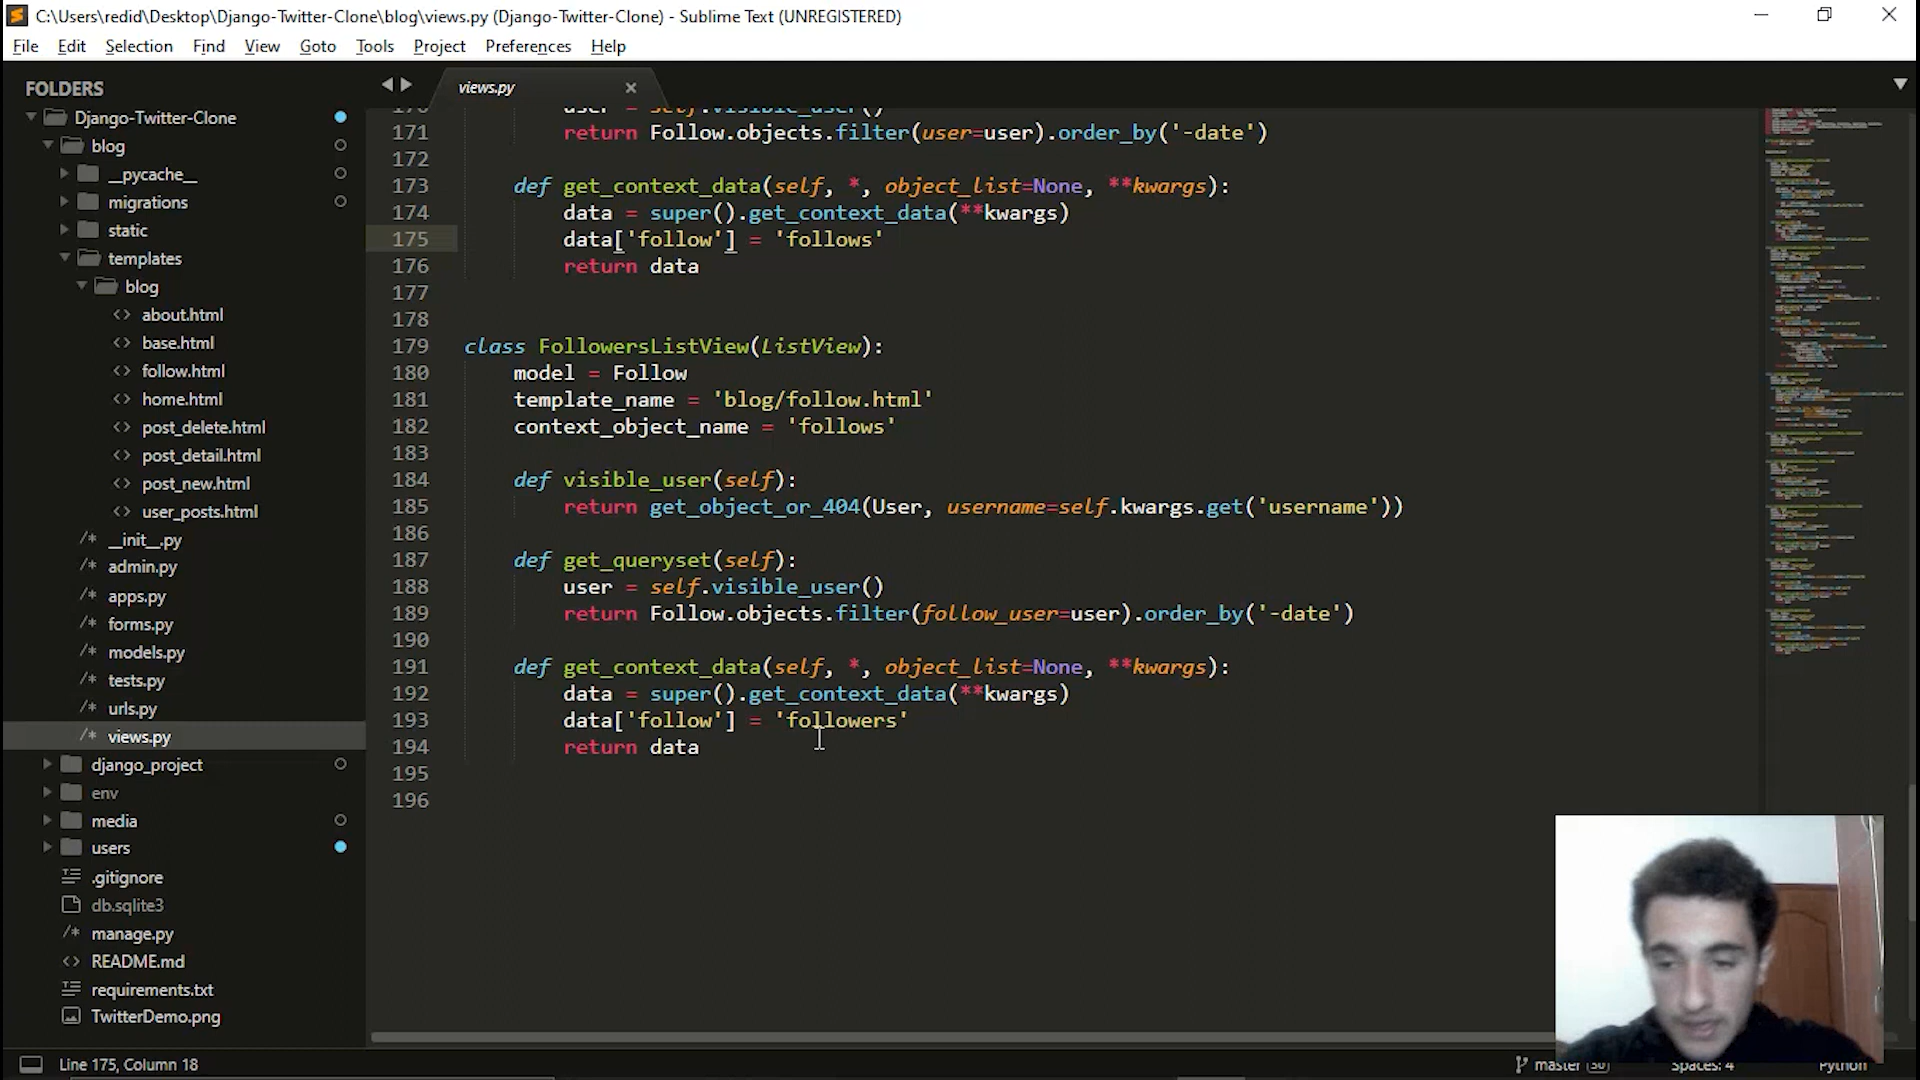 C:\Users\redid\Desktop\Django-Twitter-Clone\blog\views.py (Django-Twitter-Clone) - Sublime Text (UNREGISTERED)
File Edit Selection Find View Goto Tools Project Preferences Help
FOLDERS
Django-Twitter-Clone
blog
__pycache__
migrations
static
templates
blog
<> about.html
<> base.html
<> follow.html
<> home.html
<> post_delete.html
<> post_detail.html
<> post_new.html
<> user_posts.html
/* __init__.py
/* admin.py
/* apps.py
/* forms.py
/* models.py
/* tests.py
/* urls.py
/* views.py
django_project
env
media
users
.gitignore
db.sqlite3
/* manage.py
<> README.md
requirements.txt
TwitterDemo.png
views.py
170 user = self.visible_user()
171 return Follow.objects.filter(user=user).order_by('-date')
172
173 def get_context_data(self, *, object_list=None, **kwargs):
174 data = super().get_context_data(**kwargs)
175 data['follow'] = 'follows'
176 return data
177
178
179 class FollowersListView(ListView):
180 model = Follow
181 template_name = 'blog/follow.html'
182 context_object_name = 'follows'
183
184 def visible_user(self):
185 return get_object_or_404(User, username=self.kwargs.get('username'))
186
187 def get_queryset(self):
188 user = self.visible_user()
189 return Follow.objects.filter(follow_user=user).order_by('-date')
190
191 def get_context_data(self, *, object_list=None, **kwargs):
192 data = super().get_context_data(**kwargs)
193 data['follow'] = 'followers'
194 return data
195
196
Line 175, Column 18
master 30
Spaces: 4
Python